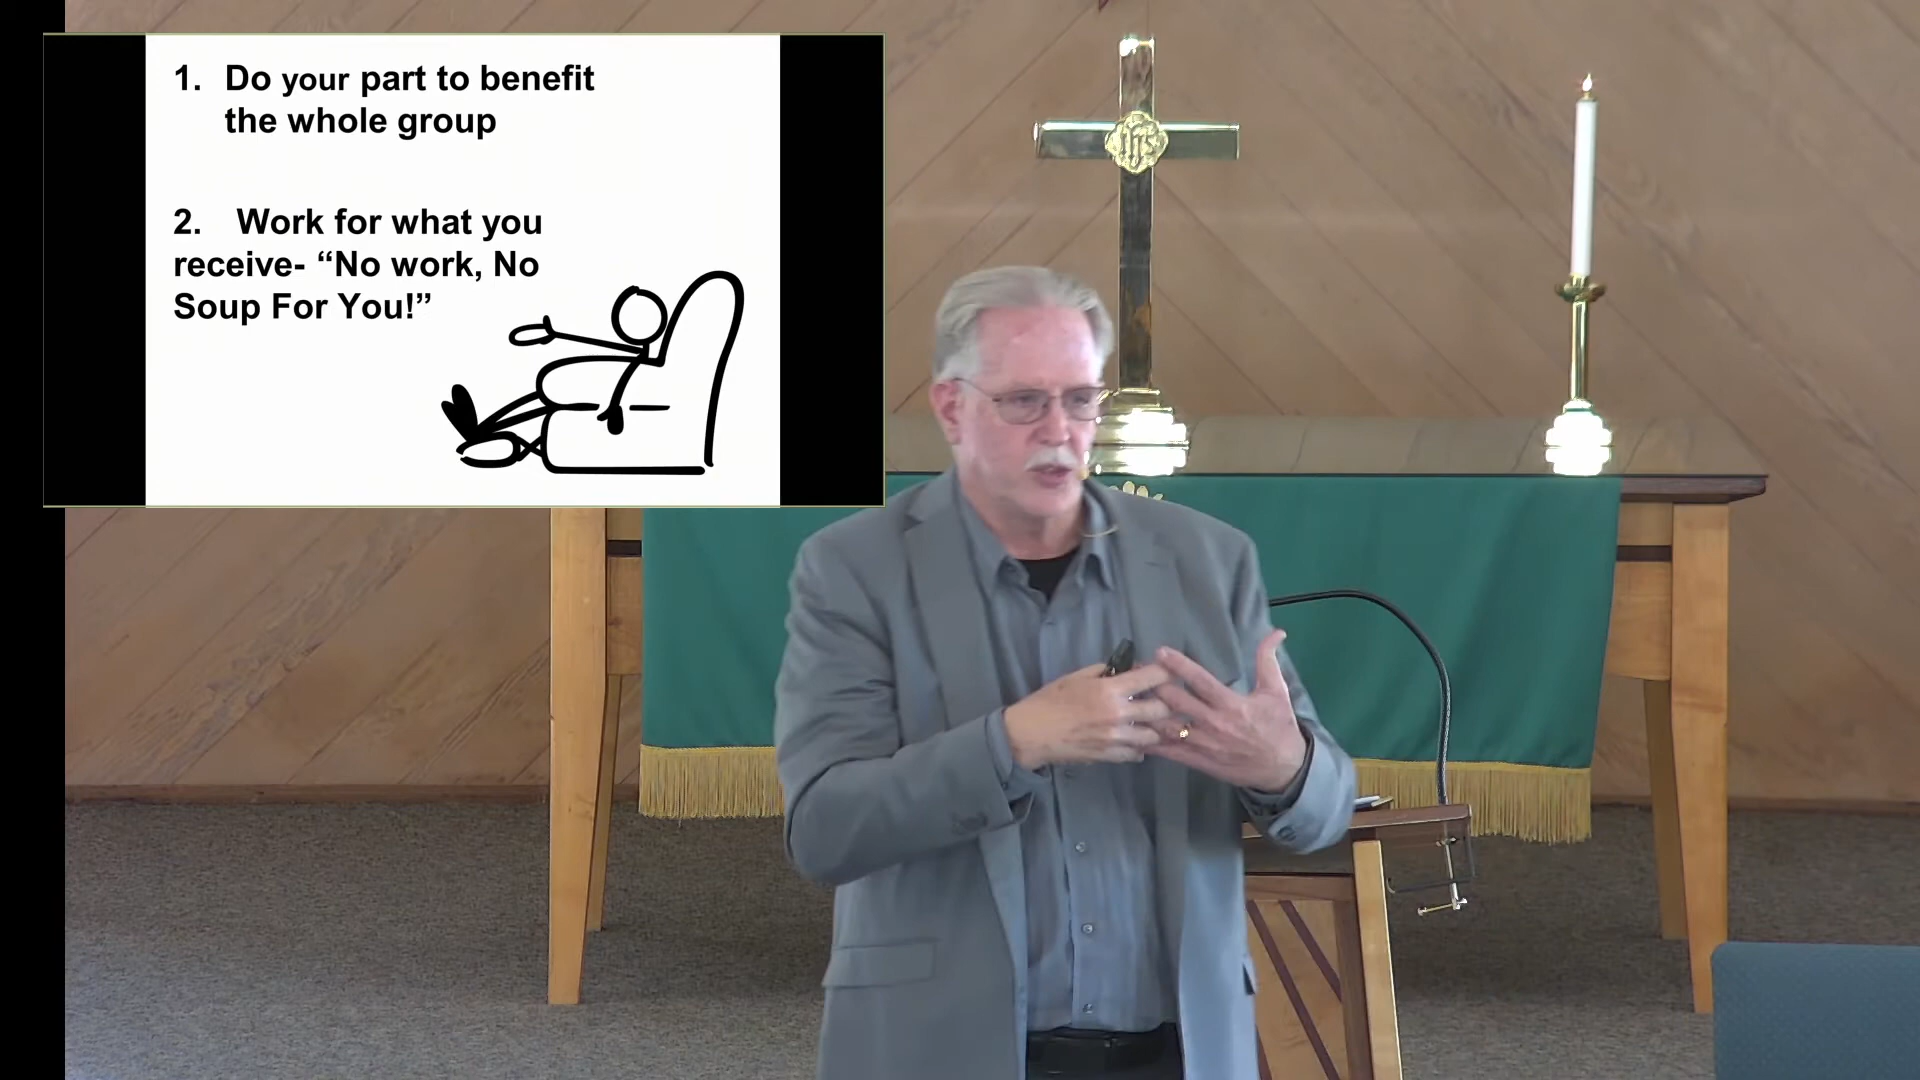 1. Do your part to benefit
the whole group
2. Work for what you
receive- “No work, No
Soup For You!”
IHS